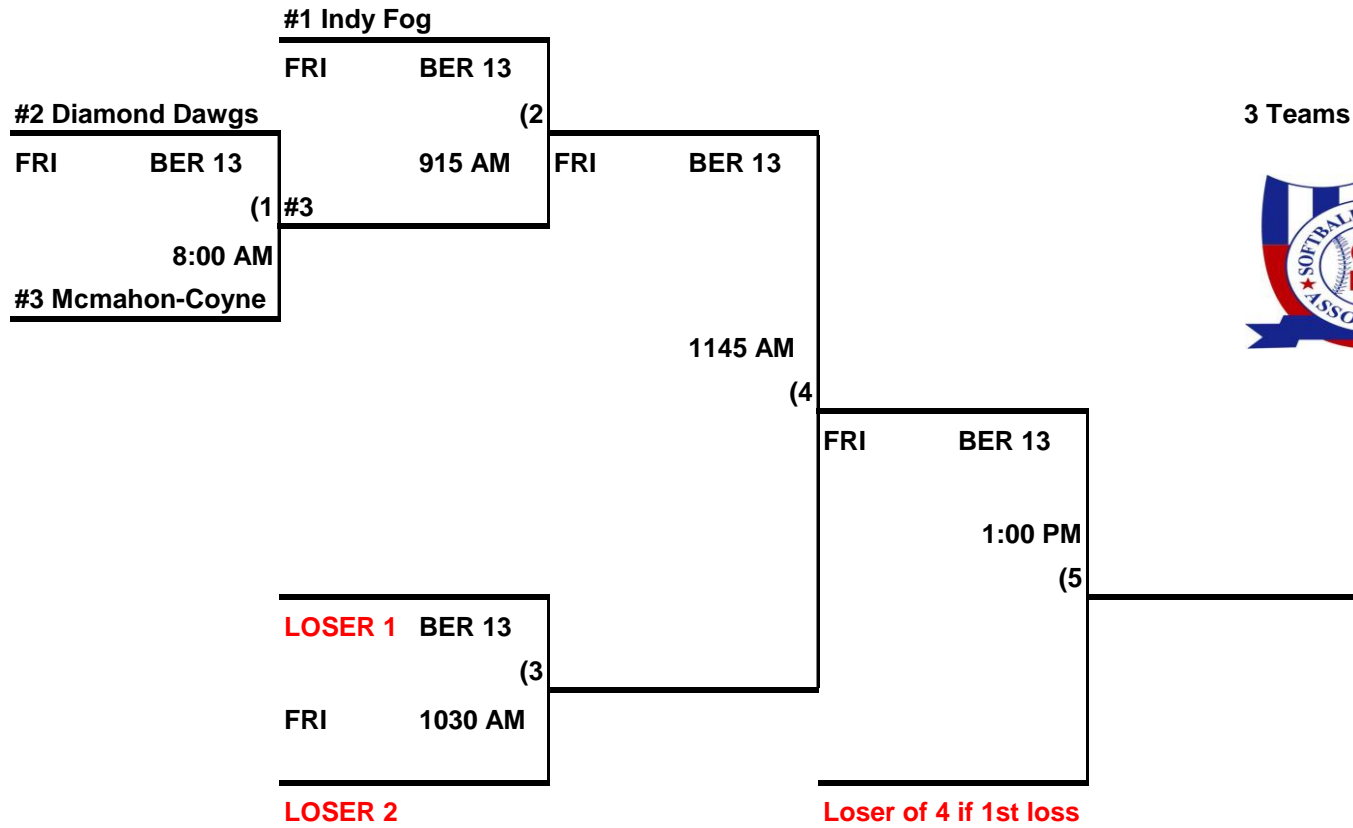 #1 Indy Fog
FRI BER 13
#2 Diamond Dawgs (2 3 Teams
FRI BER 13 915 AM FRI BER 13
(1 #3
8:00 AM
#3 Mcmahon-Coyne
1145 AM
(4
FRI BER 13
1:00 PM
(5
LOSER 1 BER 13
(3
FRI 1030 AM
LOSER 2 Loser of 4 if 1st loss